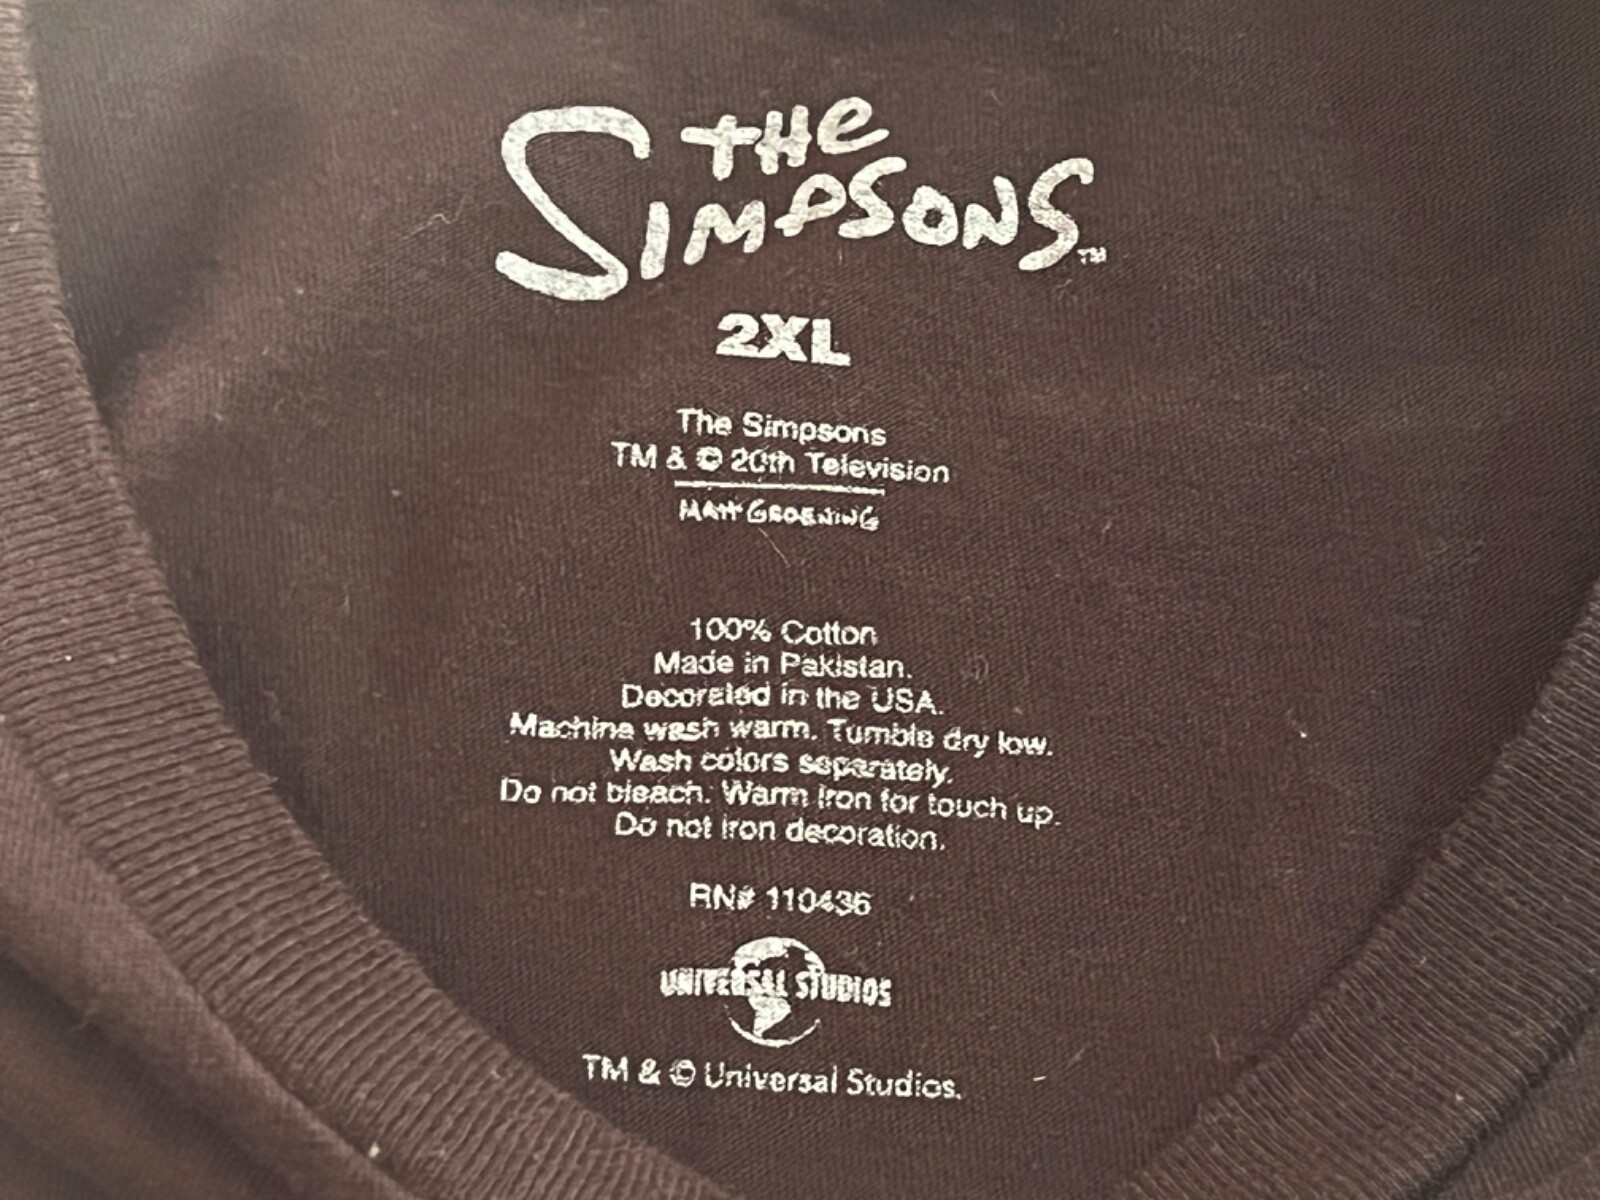 THE
SIMPSONS™
2XL
The Simpsons
TM & © 20th Television
MATT GROENING
100% Cotton
Made in Pakistan.
Decorated in the USA.
Machine wash warm. Tumble dry low.
Wash colors separately.
Do not bleach. Warm iron for touch up.
Do not iron decoration.
RN# 110436
UNIVERSAL STUDIOS
TM & © Universal Studios.